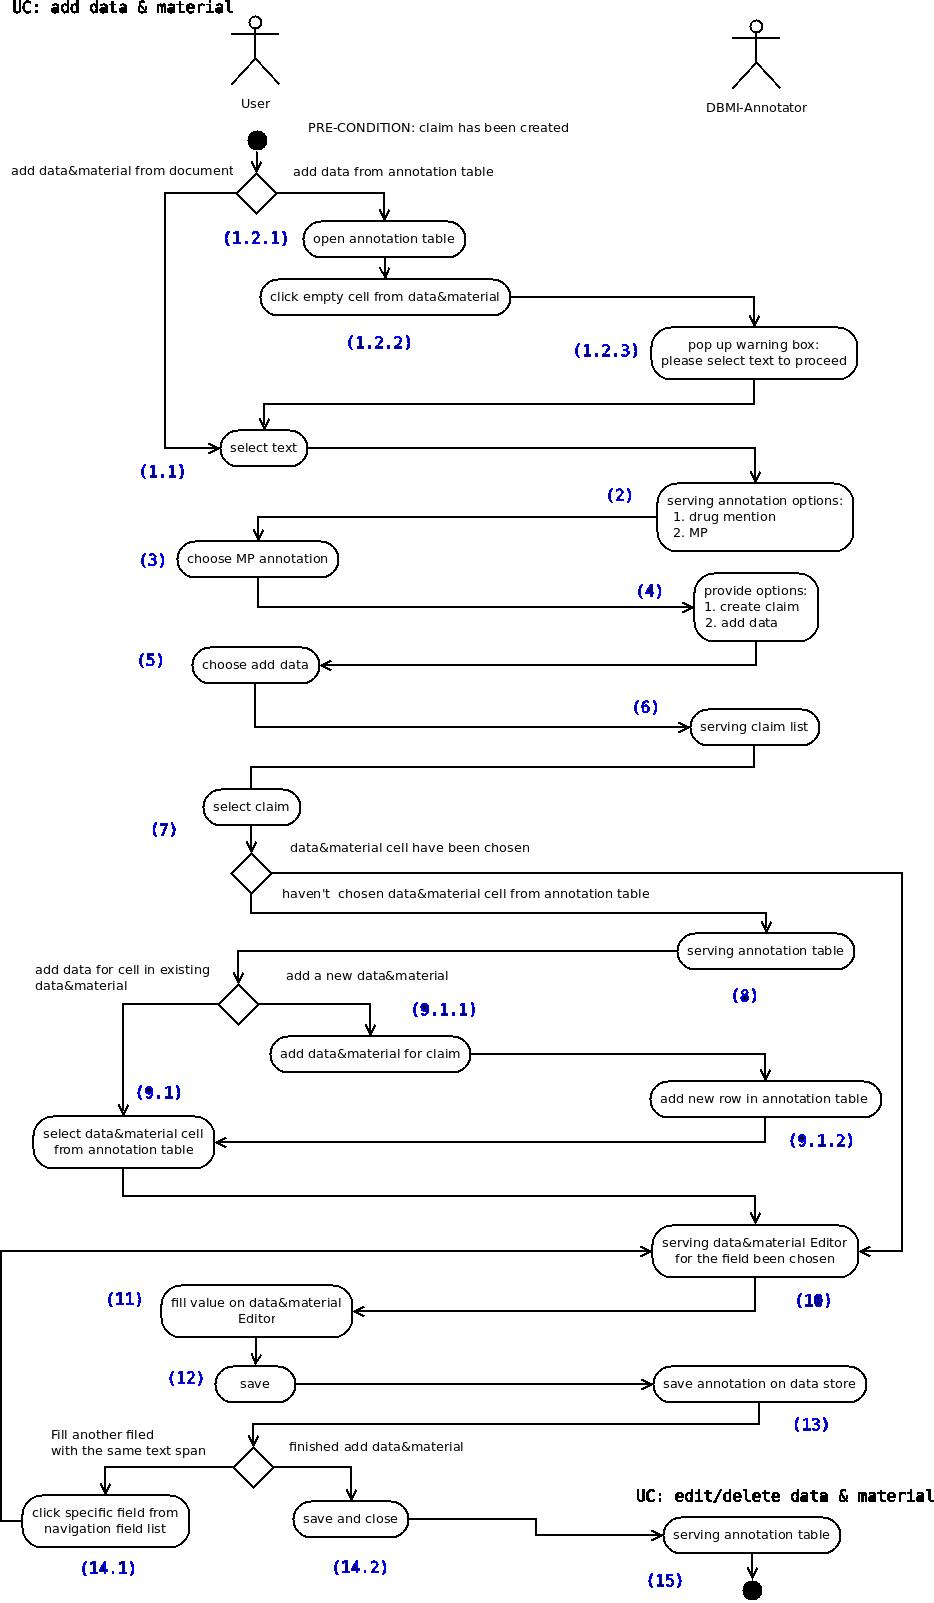 UC: add data & material
User
DBMI-Annotator
PRE-CONDITION: claim has been created
add data&material from document
add data from annotation table
(1.2.1)
open annotation table
click empty cell from data&material
(1.2.2)
(1.2.3)
pop up warning box:
please select text to proceed
select text
(1.1)
(2)
serving annotation options:
1. drug mention
2. MP
(3)
choose MP annotation
(4)
provide options:
1. create claim
2. add data
(5)
choose add data
(6)
serving claim list
select claim
(7)
data&material cell have been chosen
haven't chosen data&material cell from annotation table
serving annotation table
(8)
add data for cell in existing
data&material
add a new data&material
(9.1.1)
add data&material for claim
(9.1)
add new row in annotation table
(9.1.2)
select data&material cell
from annotation table
serving data&material Editor
for the field been chosen
(10)
(11)
fill value on data&material
Editor
(12)
save
save annotation on data store
(13)
Fill another filed
with the same text span
finished add data&material
click specific field from
navigation field list
(14.1)
save and close
(14.2)
UC: edit/delete data & material
serving annotation table
(15)